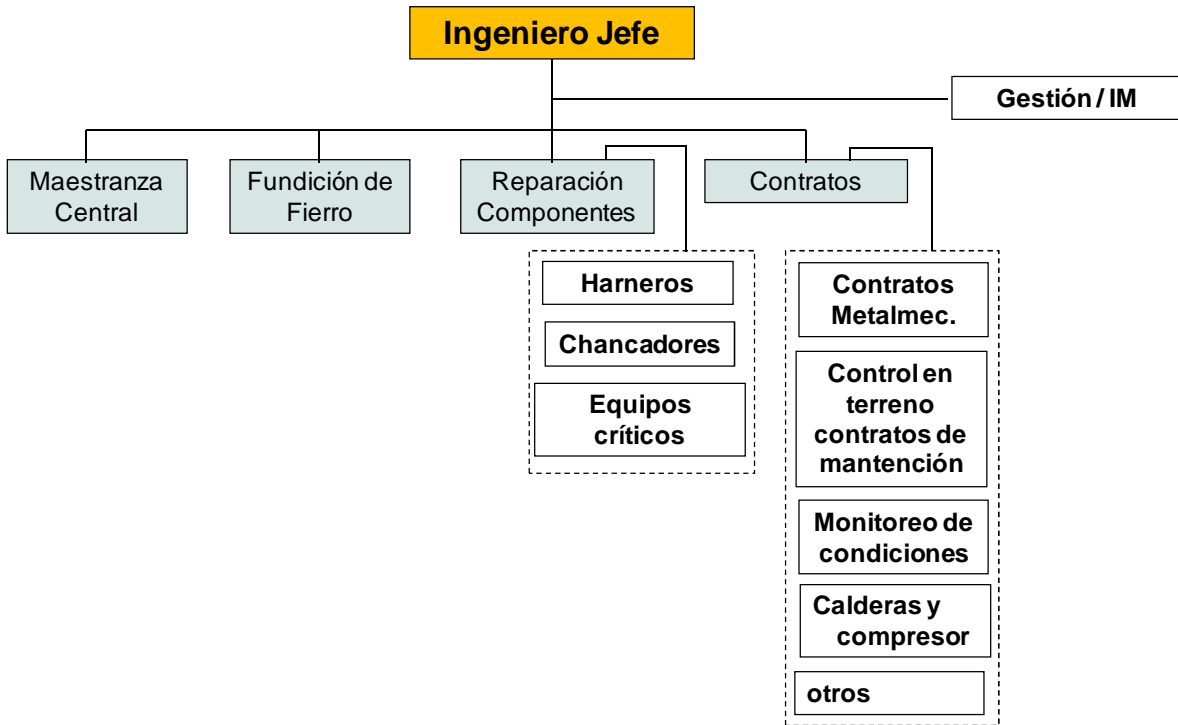 Ingeniero Jefe
Gestión / IM
Maestranza
Central
Fundición de
Fierro
Reparación
Componentes
Contratos
Harneros
Chancadores
Equipos
críticos
Contratos
Metalmec.
Control en
terreno
contratos de
mantención
Monitoreo de
condiciones
Calderas y
compresor
otros